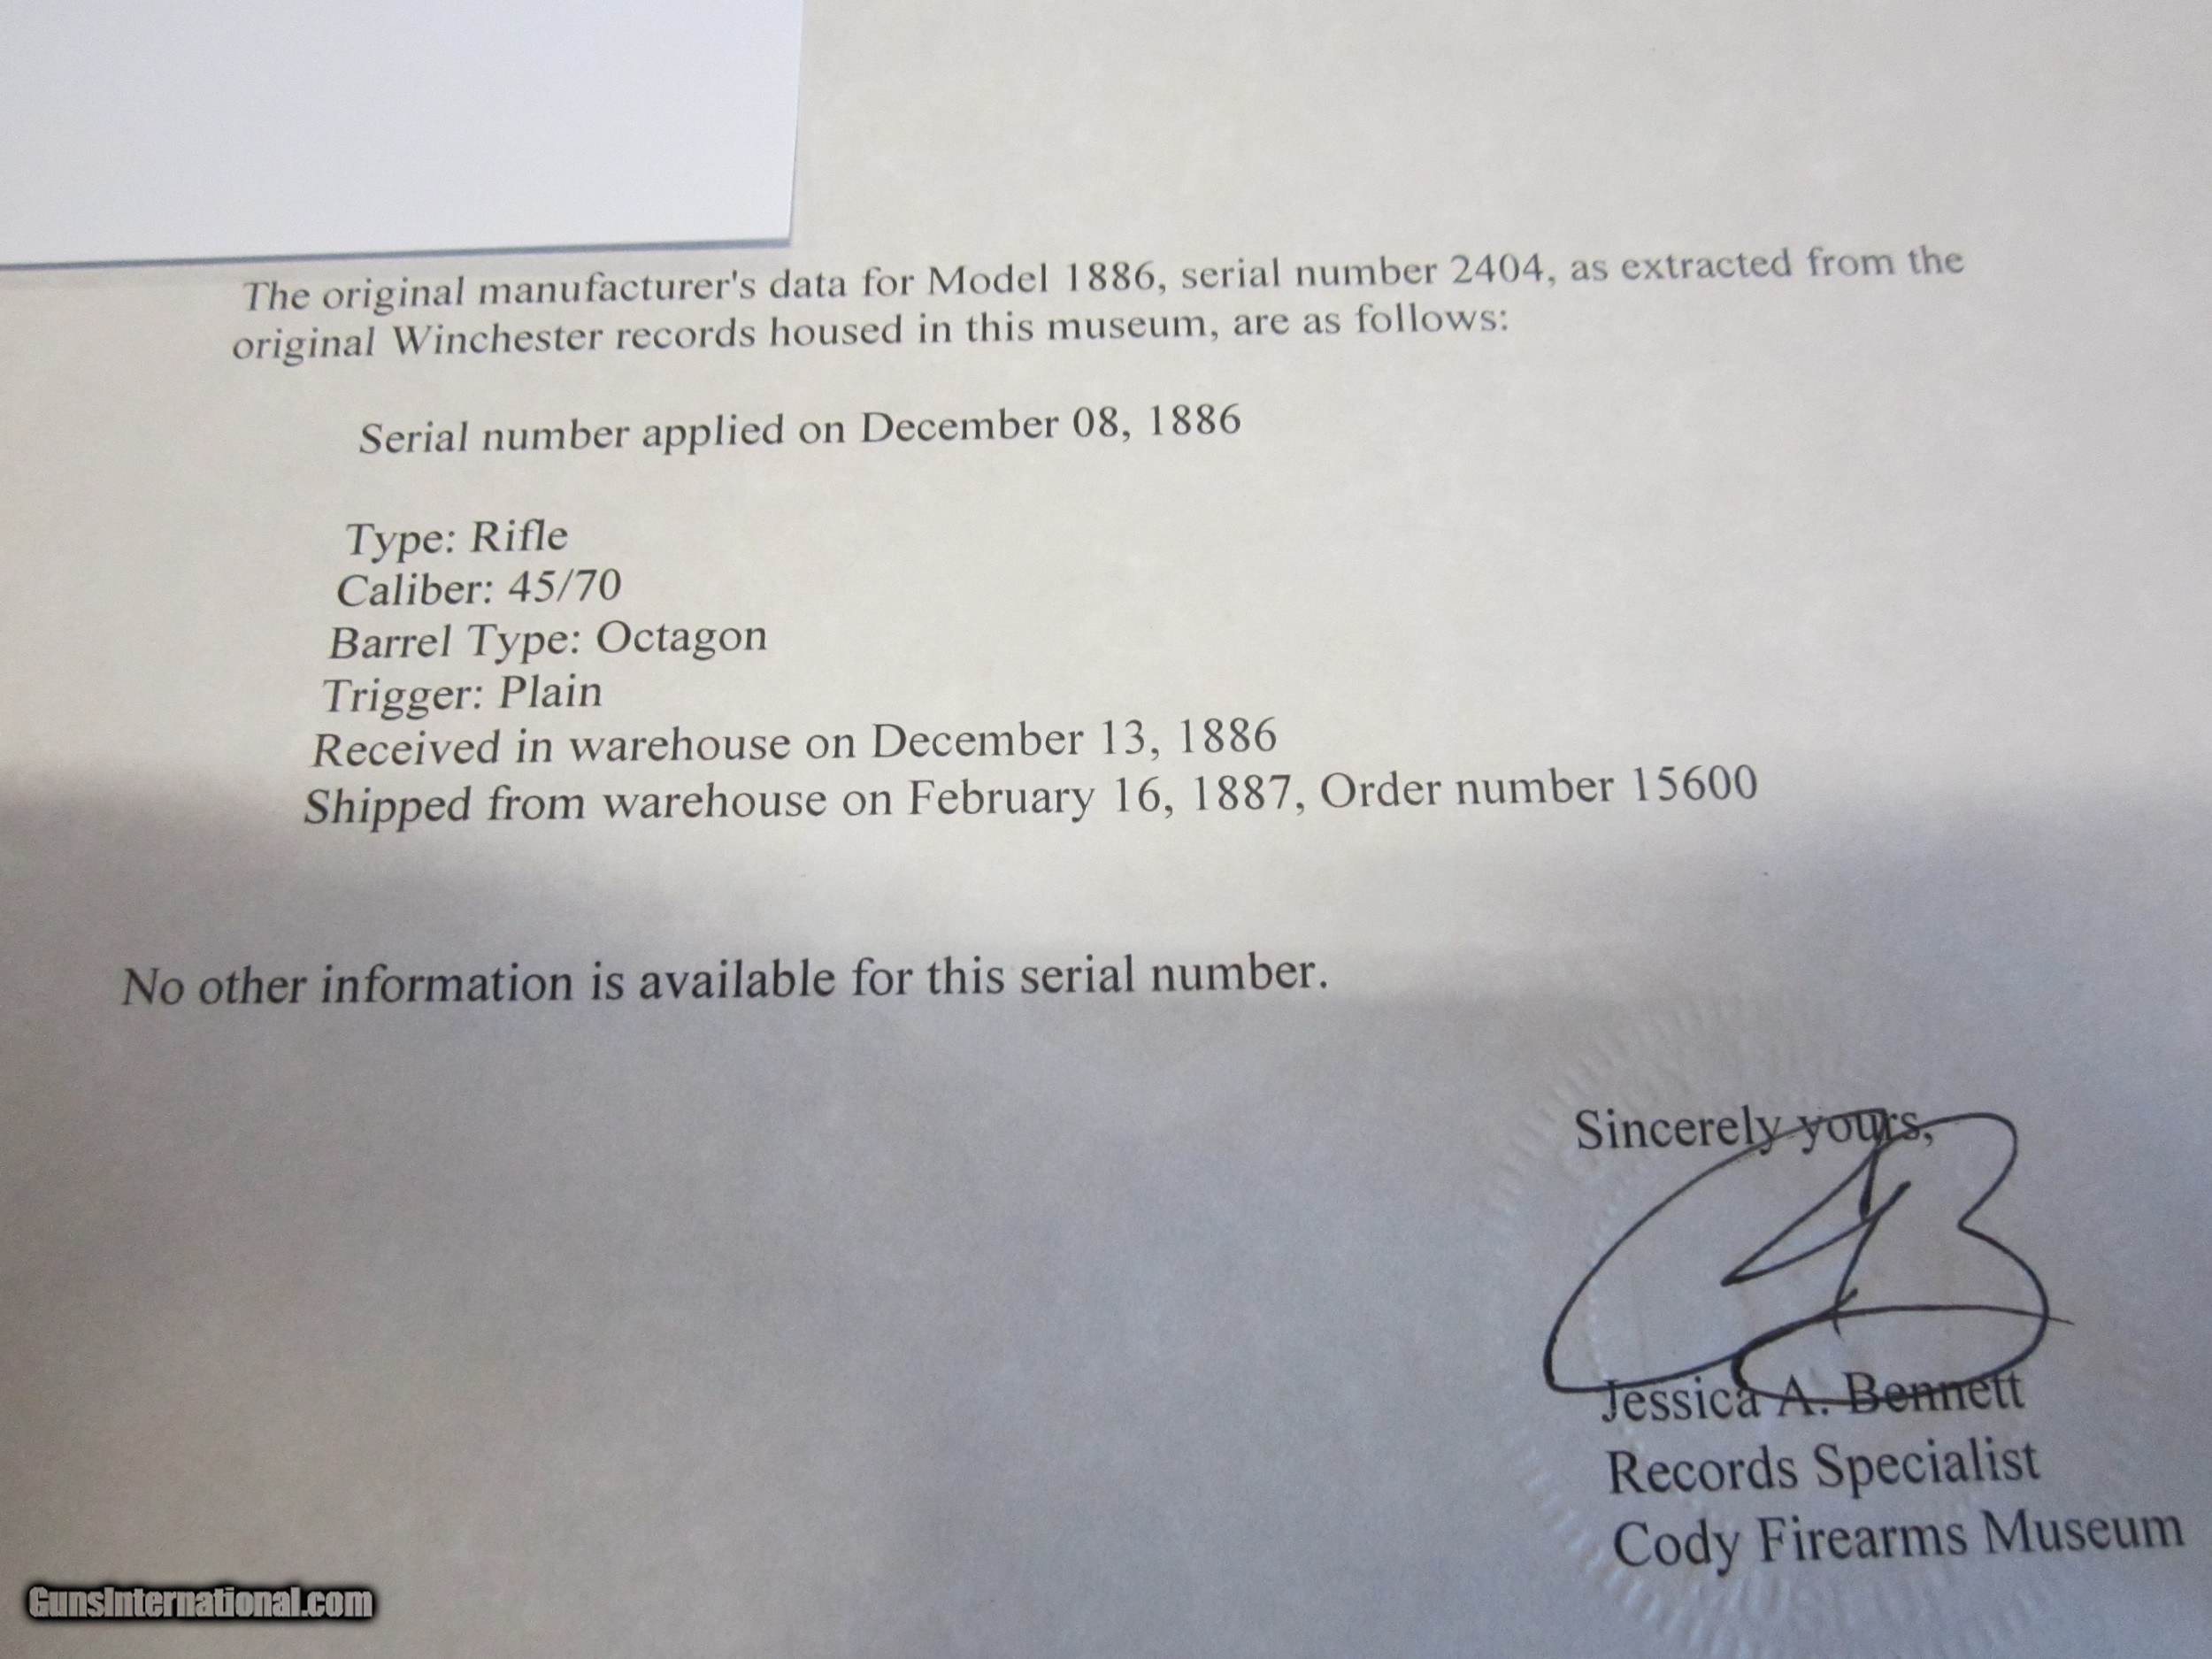 The original manufacturer's data for Model 1886, serial number 2404, as extracted from the
original Winchester records housed in this museum, are as follows:
Serial number applied on December 08, 1886
Type: Rifle
Caliber: 45/70
Barrel Type: Octagon
Trigger: Plain
Received in warehouse on December 13, 1886
Shipped from warehouse on February 16, 1887, Order number 15600
No other information is available for this serial number.
Sincerely yours,
Jessica A. Bennett
Records Specialist
Cody Firearms Museum
GunsInternational.com